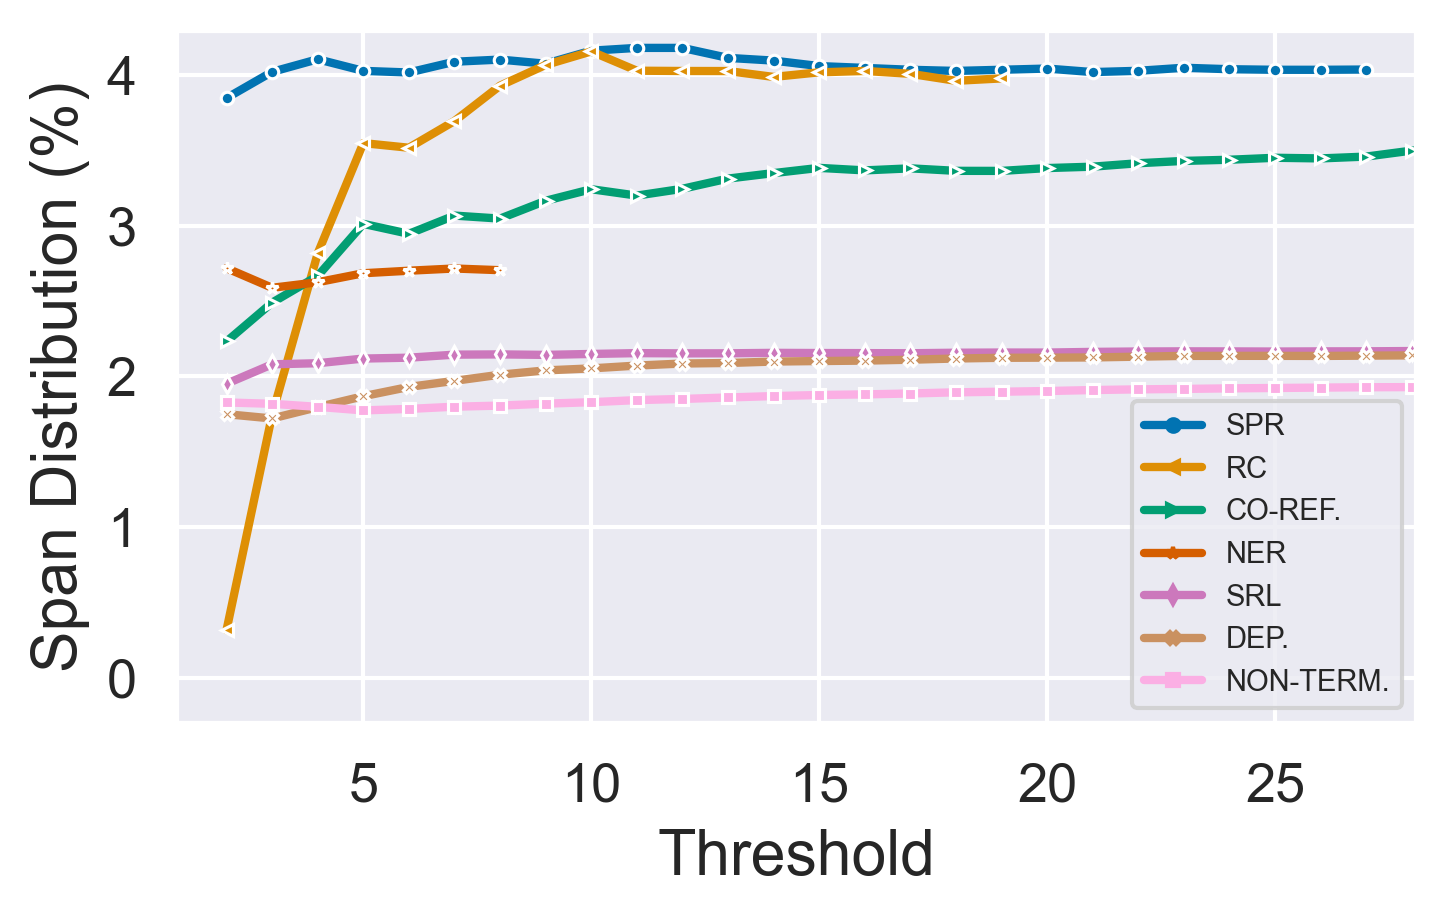 Span Distribution (%)
4
3
2
1
0
SPR
RC
CO-REF.
NER
SRL
DEP.
NON-TERM.
5 10 15 20 25
Threshold